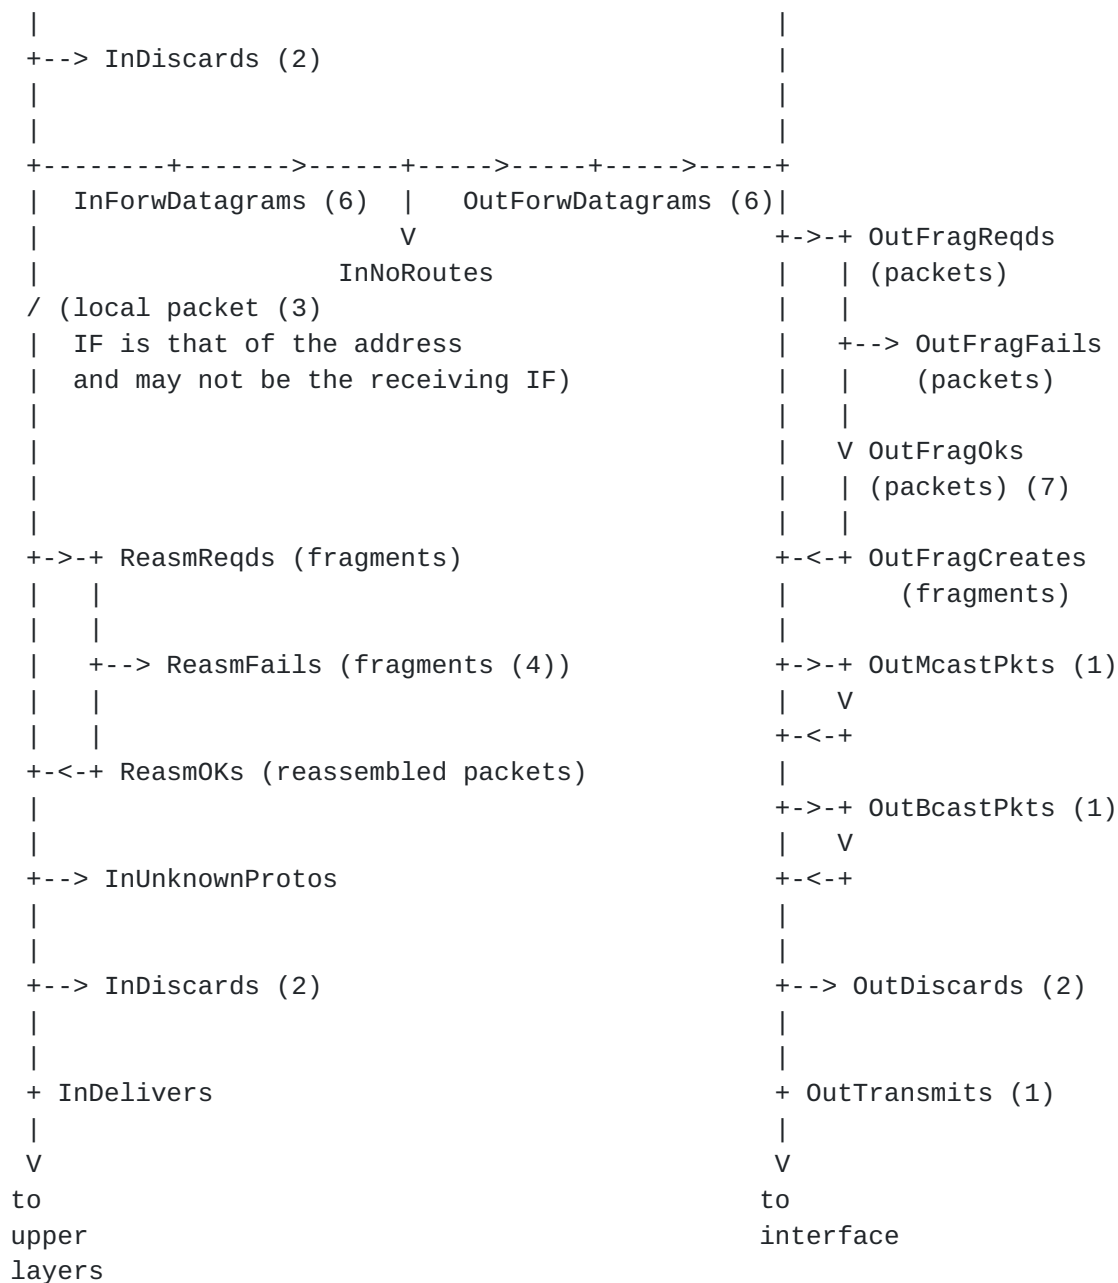 |                                                |
 +--> InDiscards (2)                              |
 |                                                |
 |                                                |
 +--------+------->------+----->-----+----->-----+
 |  InForwDatagrams (6)  |   OutForwDatagrams (6)|
 |                       V                       +->-+ OutFragReqds
 |                   InNoRoutes                  |   | (packets)
 / (local packet (3)                             |   |
 |  IF is that of the address                    |   +--> OutFragFails
 |  and may not be the receiving IF)             |   |    (packets)
 |                                               |   |
 |                                               |   V OutFragOks
 |                                               |   | (packets) (7)
 |                                               |   |
 +->-+ ReasmReqds (fragments)                    +-<-+ OutFragCreates
 |   |                                           |       (fragments)
 |   |                                           |
 |   +--> ReasmFails (fragments (4))             +->-+ OutMcastPkts (1)
 |   |                                           |   V
 |   |                                           +-<-+
 +-<-+ ReasmOKs (reassembled packets)            |
 |                                               +->-+ OutBcastPkts (1)
 |                                               |   V
 +--> InUnknownProtos                            +-<-+
 |                                               |
 |                                               |
 +--> InDiscards (2)                             +--> OutDiscards (2)
 |                                               |
 |                                               |
 + InDelivers                                    + OutTransmits (1)
 |                                               |
 V                                               V
to                                              to
upper                                           interface
layers